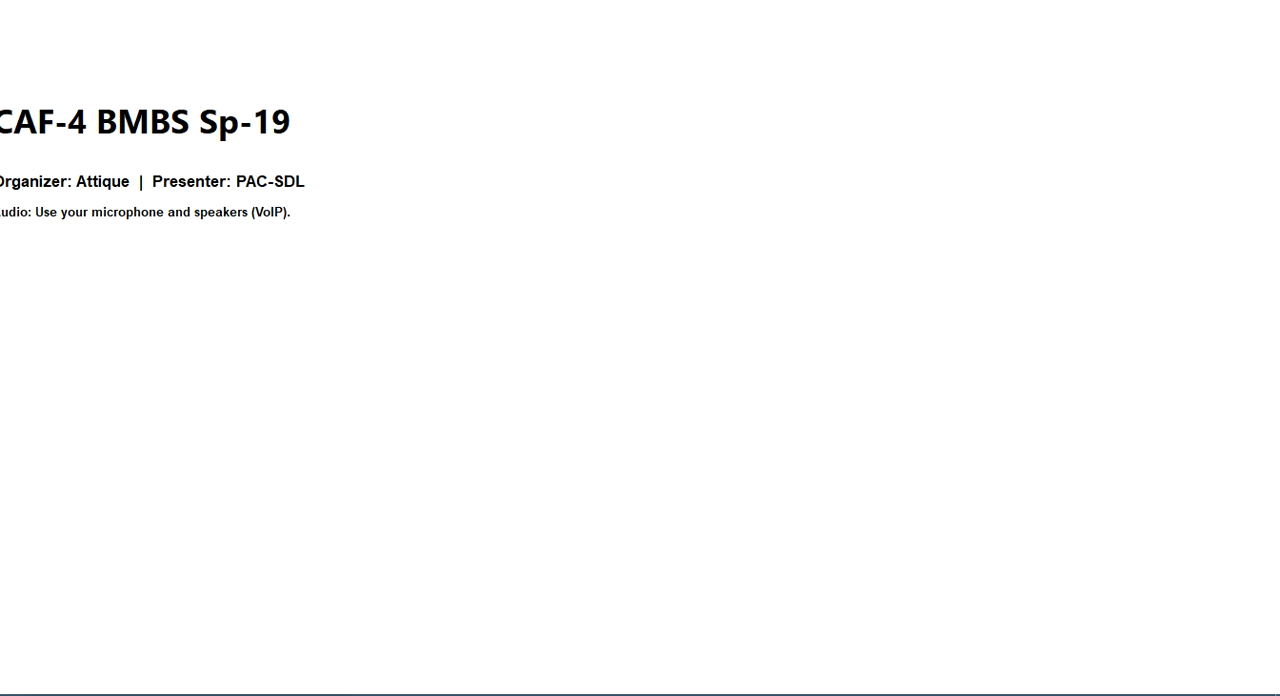 CAF-4 BMBS Sp-19
Organizer: Attique | Presenter: PAC-SDL
udio: Use your microphone and speakers (VoIP).